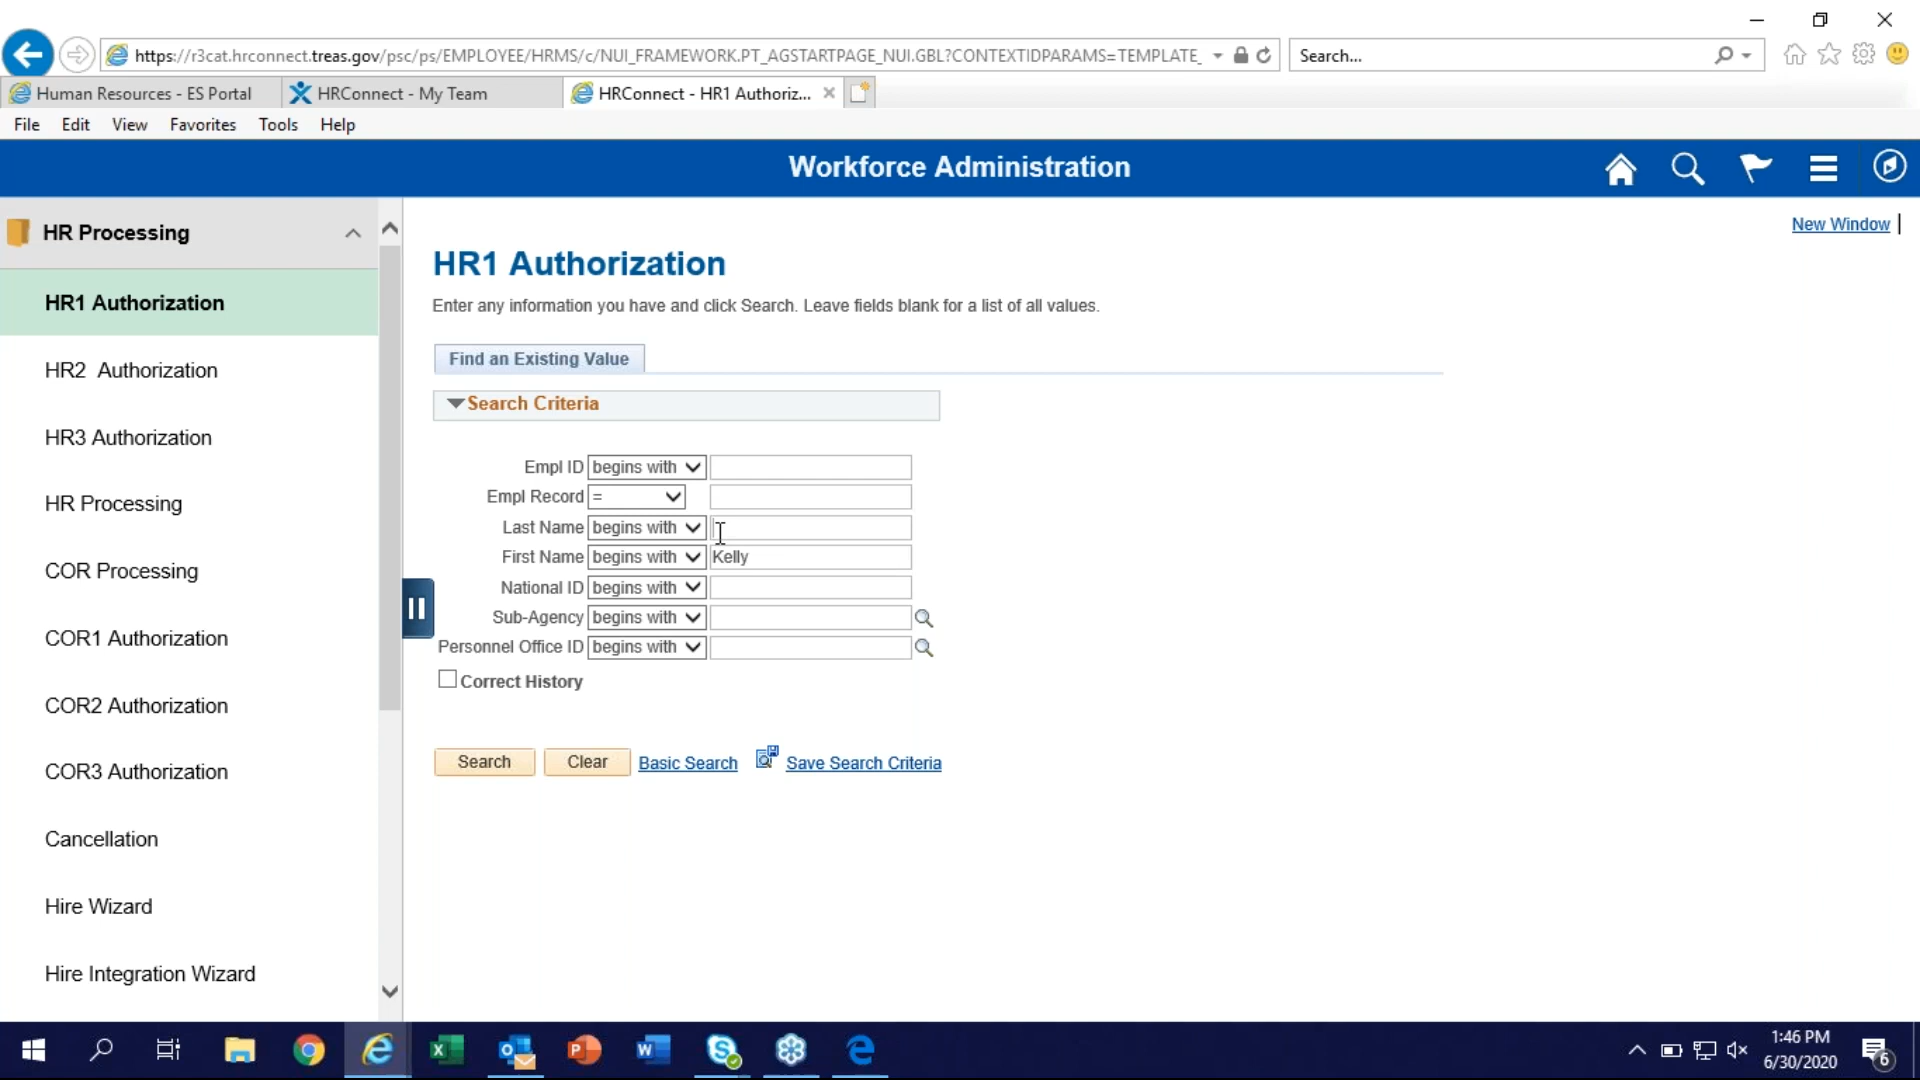 https://r3cat.hrconnect.treas.gov/psc/ps/EMPLOYEE/HRMS/c/NUI_FRAMEWORK.PT_AGSTARTPAGE_NUI.GBL?CONTEXTIDPARAMS=TEMPLATE_
Search...
Human Resources - ES Portal
HRConnect - My Team
HRConnect - HR1 Authoriz...
File Edit View Favorites Tools Help
Workforce Administration
New Window
HR Processing
HR1 Authorization
HR2 Authorization
HR3 Authorization
HR Processing
COR Processing
COR1 Authorization
COR2 Authorization
COR3 Authorization
Cancellation
Hire Wizard
Hire Integration Wizard
HR1 Authorization
Enter any information you have and click Search. Leave fields blank for a list of all values.
Find an Existing Value
Search Criteria
Empl ID begins with
Empl Record =
Last Name begins with
First Name begins with Kelly
National ID begins with
Sub-Agency begins with
Personnel Office ID begins with
Correct History
Search Clear Basic Search Save Search Criteria
1:46 PM
6/30/2020
6